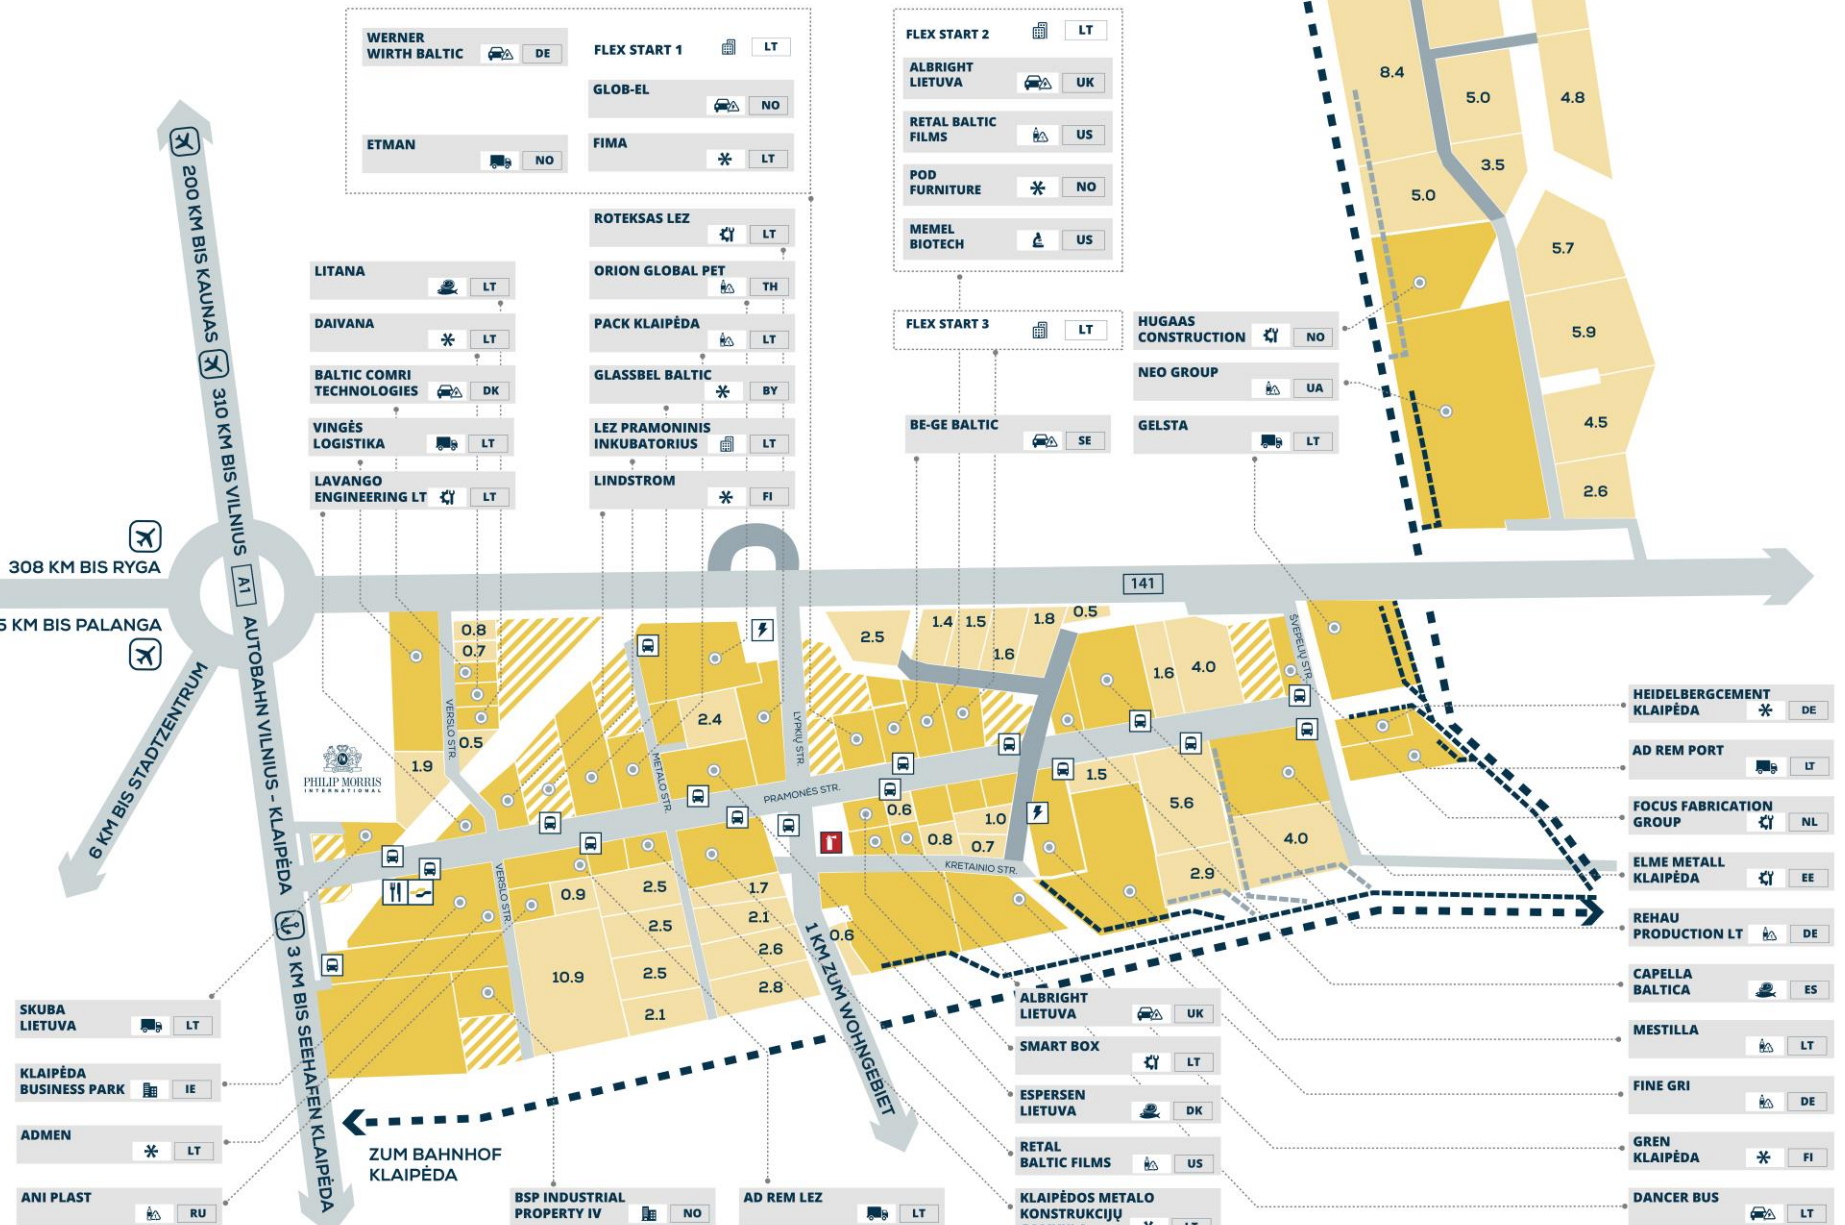 WERNER
WIRTH BALTIC
DE
FLEX START 1
LT
GLOB-EL
NO
ETMAN
NO
FIMA
LT
FLEX START 2
LT
ALBRIGHT
LIETUVA
UK
RETAL BALTIC
FILMS
US
POD
FURNITURE
NO
MEMEL
BIOTECH
US
ROTEKSAS LEZ
LT
ORION GLOBAL PET
TH
PACK KLAIPĖDA
LT
GLASSBEL BALTIC
BY
LEZ PRAMONINIS
INKUBATORIUS
LT
LINDSTROM
FI
LITANA
LT
DAIVANA
LT
BALTIC COMRI
TECHNOLOGIES
DK
VINGĖS
LOGISTIKA
LT
LAVANGO
ENGINEERING LT
LT
FLEX START 3
LT
BE-GE BALTIC
SE
HUGAAS
CONSTRUCTION
NO
NEO GROUP
UA
GELSTA
LT
8.4
5.0
4.8
3.5
5.0
5.7
5.9
4.5
2.6
200 KM BIS KAUNAS
310 KM BIS VILNIUS
A1
AUTOBAHN VILNIUS - KLAIPĖDA
3 KM BIS SEEHAFEN KLAIPĖDA
308 KM BIS RYGA
5 KM BIS PALANGA
6 KM BIS STADTZENTRUM
141
0.8
0.7
0.5
1.9
2.4
2.5
1.4
1.5
1.6
1.8
0.5
1.6
4.0
VERSLO STR.
METALO STR.
LYPKIŲ STR.
ŠVEPELIŲ STR.
PRAMONĖS STR.
KRETAINIO STR.
VERSLO STR.
PHILIP MORRIS
INTERNATIONAL
0.6
1.0
0.8
0.7
1.5
5.6
2.9
4.0
0.9
2.5
2.5
2.5
2.1
10.9
1.7
2.1
2.6
2.8
0.6
1 KM ZUM WOHNGEBIET
ZUM BAHNHOF
KLAIPĖDA
SKUBA
LIETUVA
LT
KLAIPĖDA
BUSINESS PARK
IE
ADMEN
LT
ANI PLAST
RU
BSP INDUSTRIAL
PROPERTY IV
NO
AD REM LEZ
LT
ALBRIGHT
LIETUVA
UK
SMART BOX
LT
ESPERSEN
LIETUVA
DK
RETAL
BALTIC FILMS
US
KLAIPĖDOS METALO
KONSTRUKCIJŲ
HEIDELBERGCEMENT
KLAIPĖDA
DE
AD REM PORT
LT
FOCUS FABRICATION
GROUP
NL
ELME METALL
KLAIPĖDA
EE
REHAU
PRODUCTION LT
DE
CAPELLA
BALTICA
ES
MESTILLA
LT
FINE GRI
DE
GREN
KLAIPĖDA
FI
DANCER BUS
LT